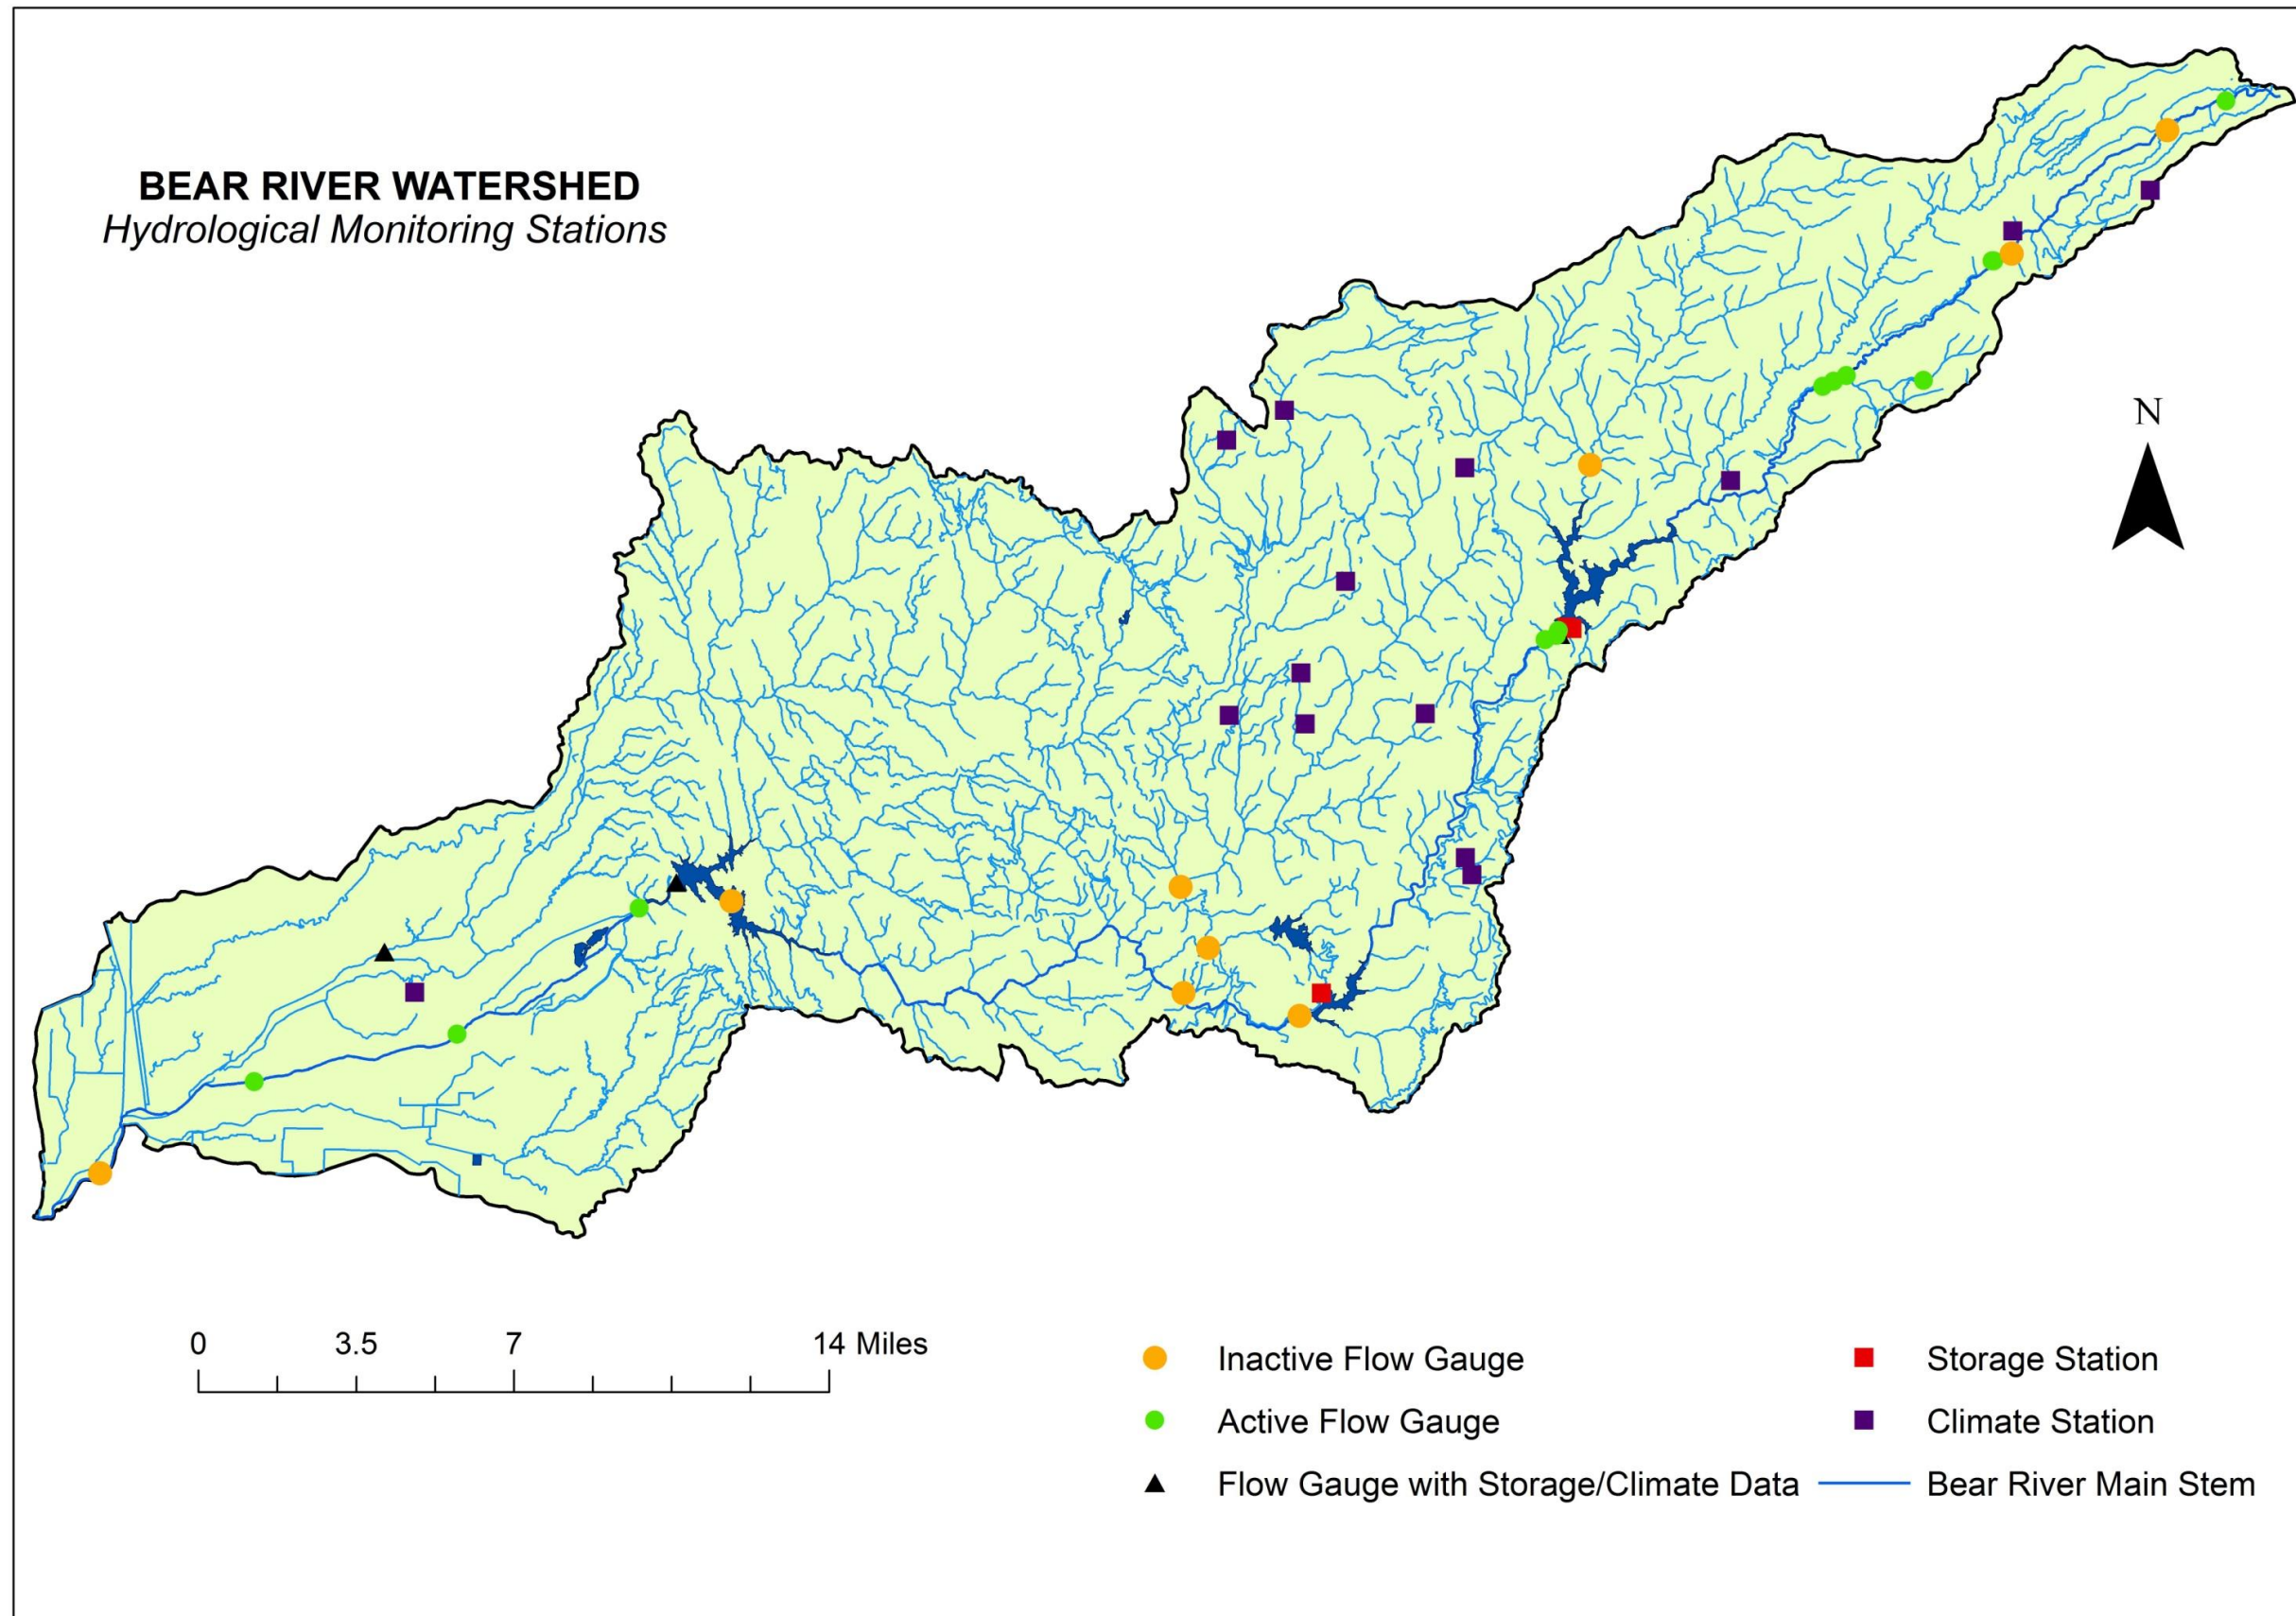 BEAR RIVER WATERSHED
Hydrological Monitoring Stations
N
0 3.5 7 14 Miles
Inactive Flow Gauge
Active Flow Gauge
Flow Gauge with Storage/Climate Data
Storage Station
Climate Station
Bear River Main Stem